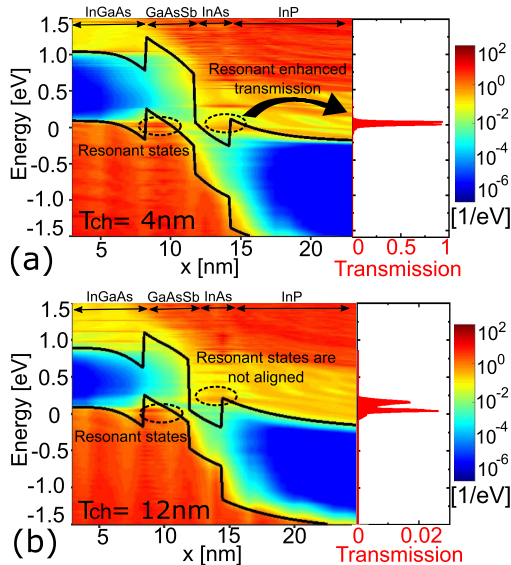 InGaAs GaAsSb InAs InP
1.5
1.0
0.5
0
-0.5
-1.0
-1.5
Energy [eV]
Resonant enhanced
transmission
Resonant states
Tch= 4nm
5 10 15 20
x [nm]
0 0.5 1
Transmission
10^2
10^0
10^-2
10^-4
10^-6
[1/eV]
(a)
InGaAs GaAsSb InAs InP
1.5
1.0
0.5
0
-0.5
-1.0
-1.5
Energy [eV]
Resonant states are
not aligned
Resonant states
Tch= 12nm
5 10 15 20
x [nm]
0 0.02
Transmission
10^2
10^0
10^-2
10^-4
10^-6
[1/eV]
(b)